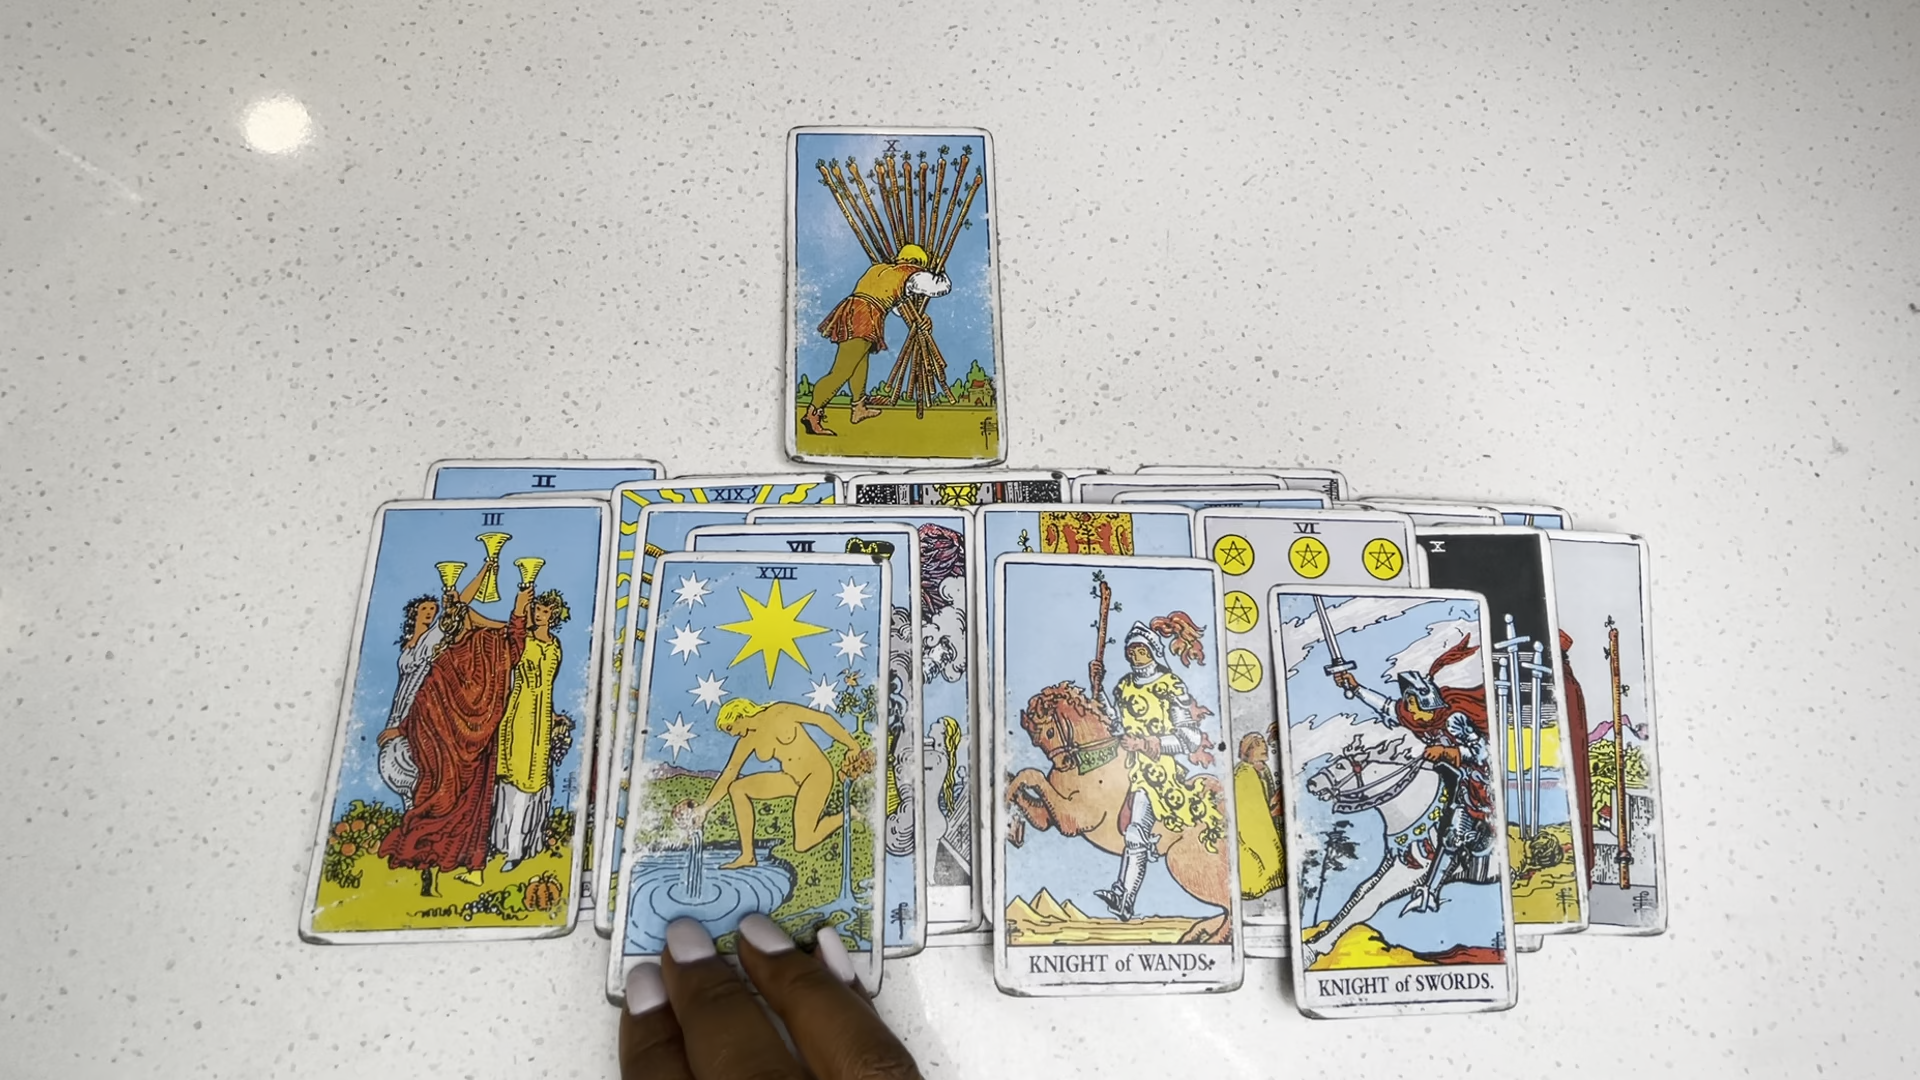 X
II
III
XIX
VII
XVII
VI
X
KNIGHT of WANDS.
KNIGHT of SWORDS.